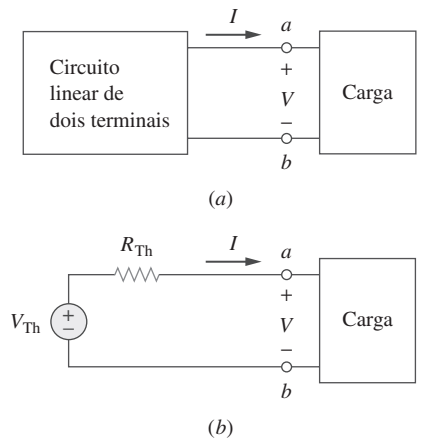 I a
+
Circuito
linear de
dois terminais
V
Carga
–
b
(a)
R_Th I a
+
V_Th
+
–
V
Carga
–
b
(b)